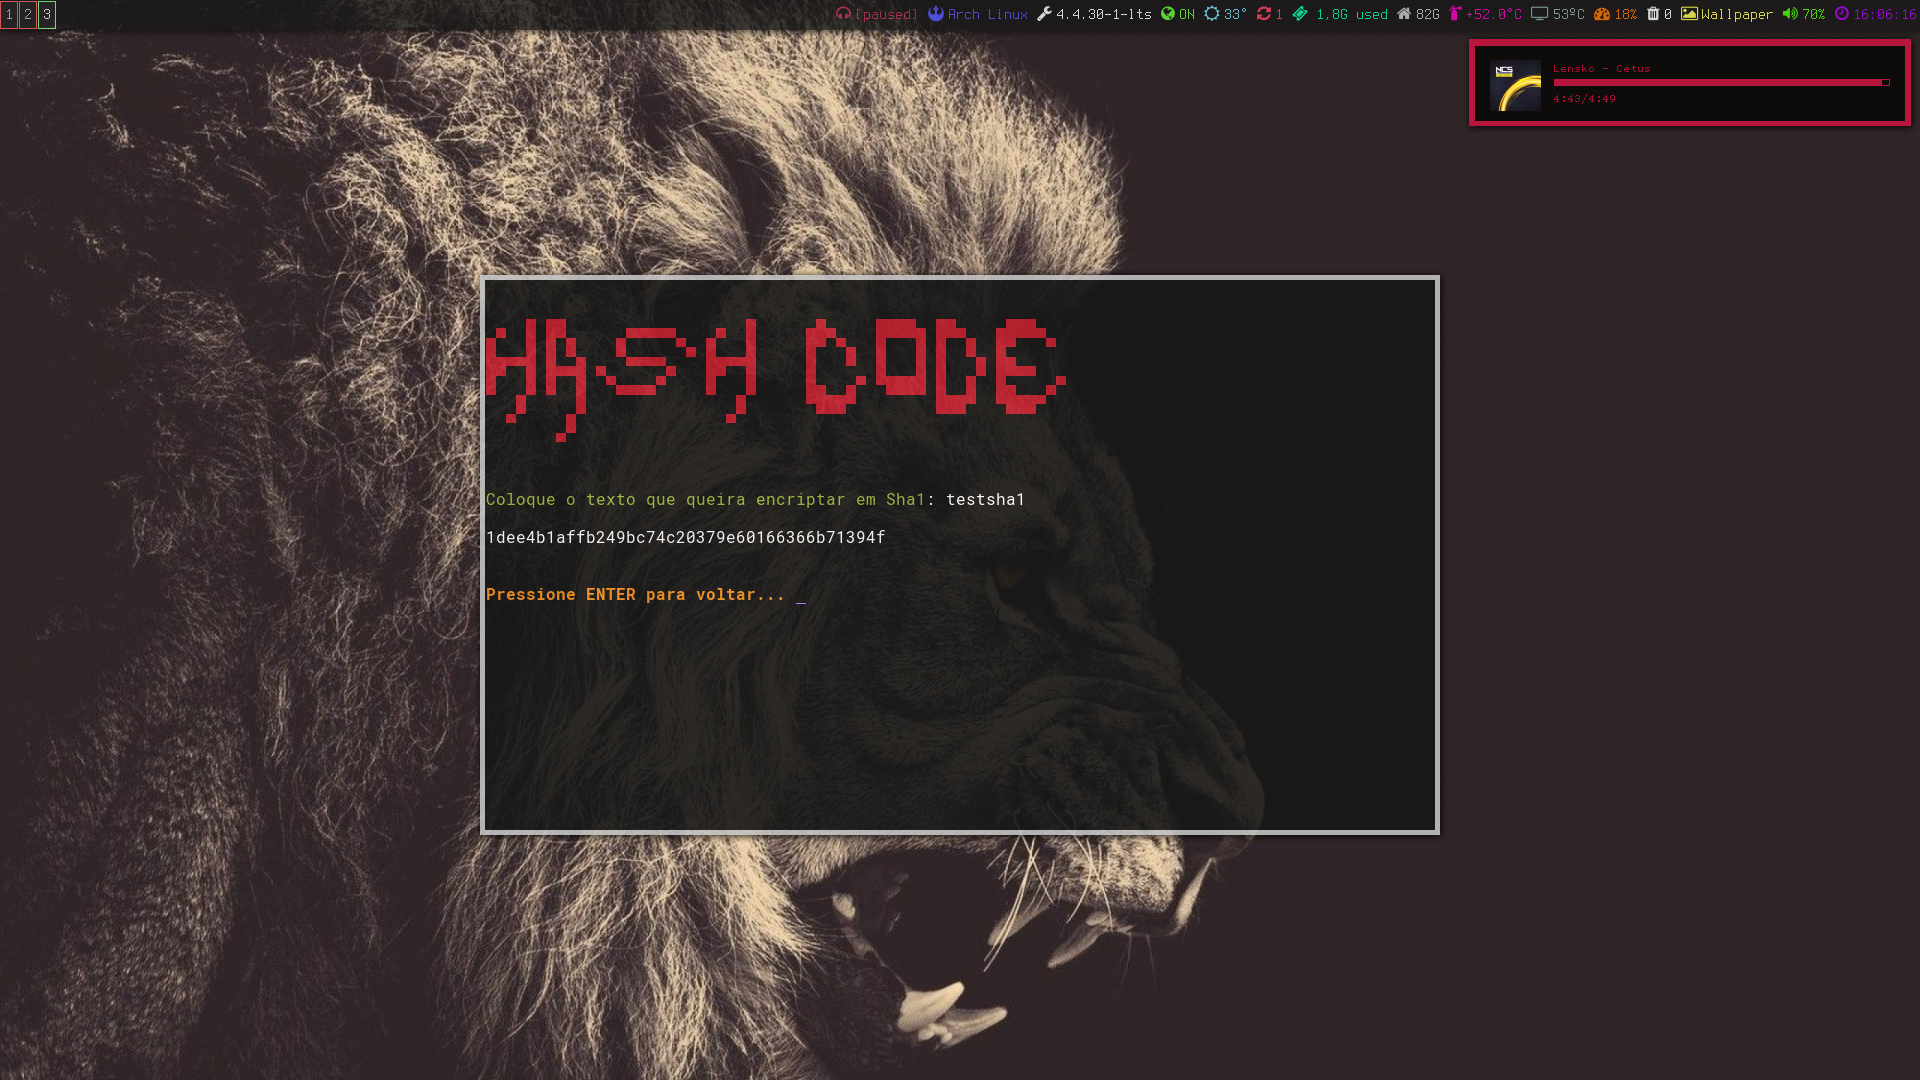 1 2 3 [paused] Arch Linux 4.4.30-1-lts ON 33° 1 1,8G used 82G +52.0°C 53ºC 18% 0 Wallpaper 70% 16:06:16
NCS
Lensko - Cetus
4:43/4:49
HASH CODE
Coloque o texto que queira encriptar em Sha1: testsha1
1dee4b1affb249bc74c20379e60166366b71394f
Pressione ENTER para voltar... _